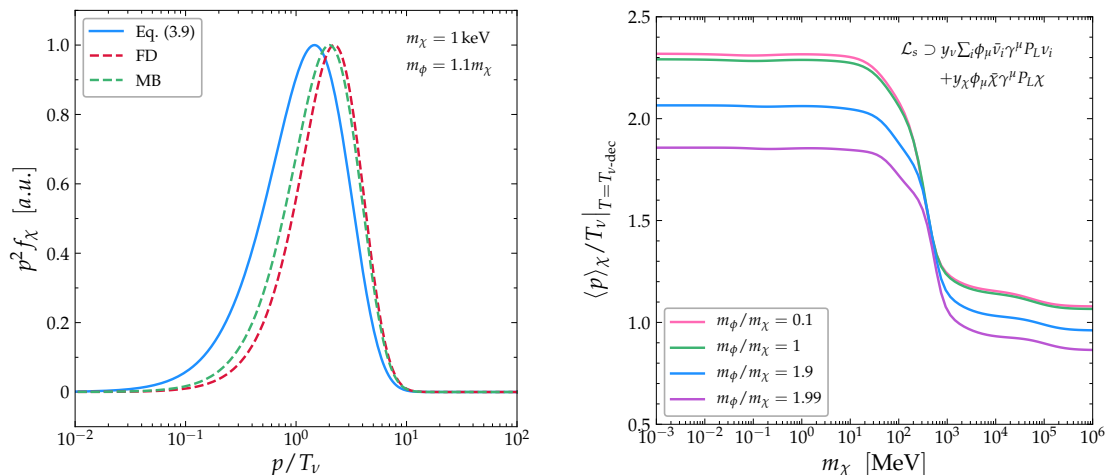 Eq. (3.9)
FD
MB
m_χ = 1 keV
m_ϕ = 1.1m_χ
1.0
0.8
0.6
0.4
0.2
0
p² f_χ [a.u.]
10⁻² 10⁻¹ 10⁰ 10¹ 10²
p/T_ν
ℒ_s ⊃ y_ν ∑_i ϕ_μ ν̄_i γ^μ P_L ν_i
+ y_χ ϕ_μ χ̄ γ^μ P_L χ
2.5
2.0
1.5
1.0
0.5
⟨p⟩_χ / T_ν |_{T = T_ν-dec}
m_ϕ/m_χ = 0.1
m_ϕ/m_χ = 1
m_ϕ/m_χ = 1.9
m_ϕ/m_χ = 1.99
10⁻³ 10⁻² 10⁻¹ 10⁰ 10¹ 10² 10³ 10⁴ 10⁵ 10⁶
m_χ [MeV]